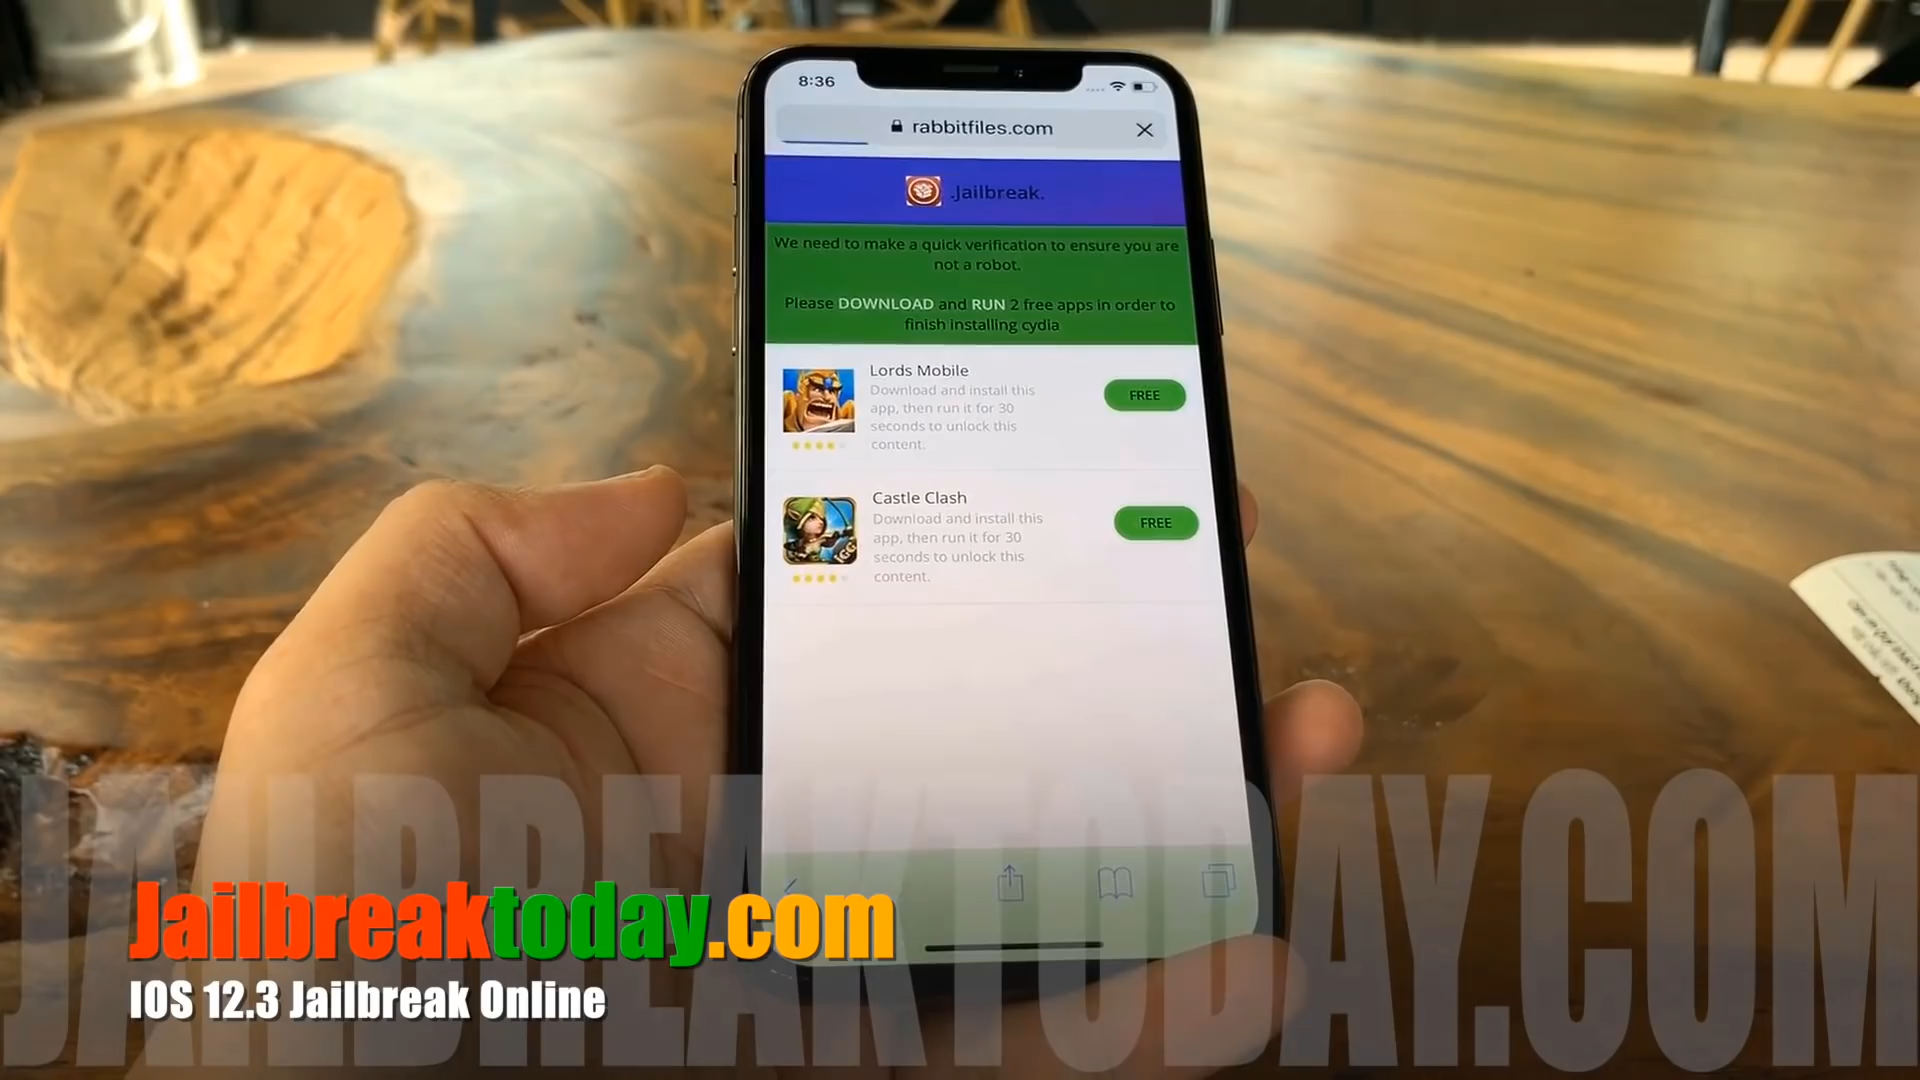 8:36
rabbitfiles.com
.Jailbreak.
We need to make a quick verification to ensure you are
not a robot.
Please DOWNLOAD and RUN 2 free apps in order to
finish installing cydia
Lords Mobile
Download and install this
app, then run it for 30
seconds to unlock this
content.
FREE
Castle Clash
Download and install this
app, then run it for 30
seconds to unlock this
content.
FREE
IGG
JAILBREAKTODAY.COM
Jailbreaktoday.com
IOS 12.3 Jailbreak Online